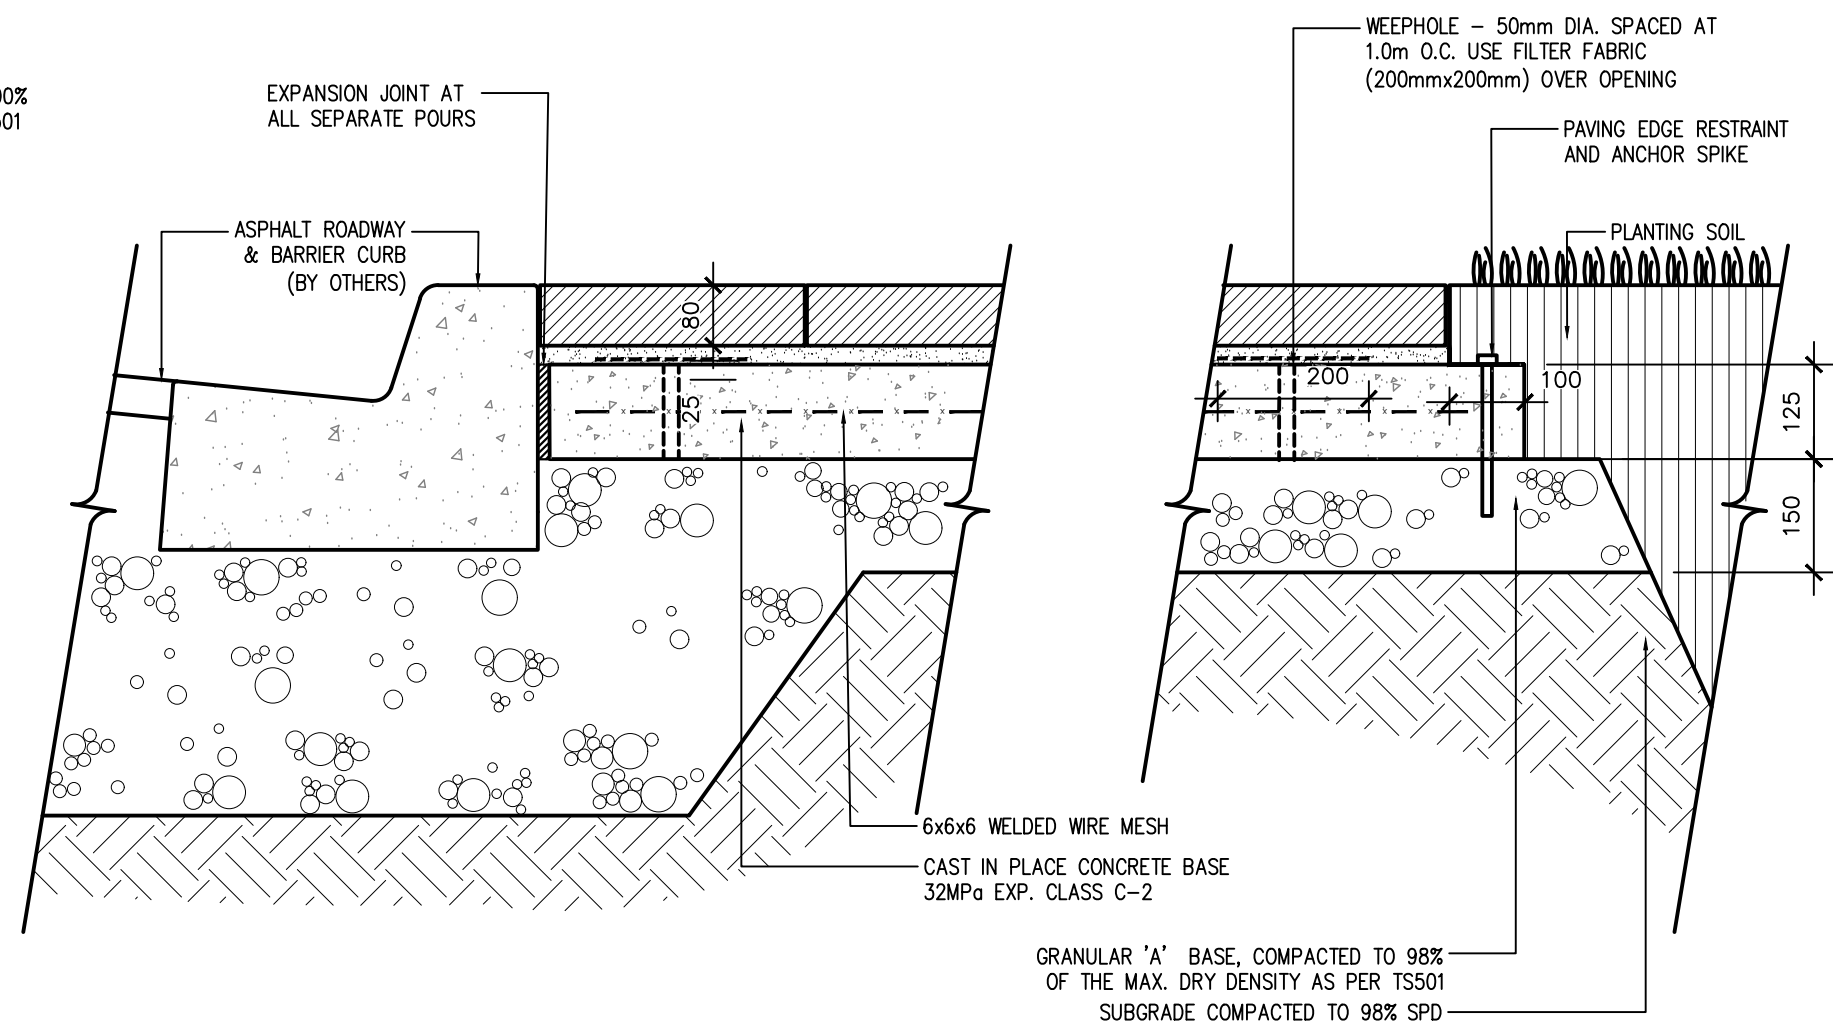 WEEPHOLE - 50mm DIA. SPACED AT
1.0m O.C. USE FILTER FABRIC
(200mmx200mm) OVER OPENING
EXPANSION JOINT AT
ALL SEPARATE POURS
PAVING EDGE RESTRAINT
AND ANCHOR SPIKE
ASPHALT ROADWAY
& BARRIER CURB
(BY OTHERS)
PLANTING SOIL
80
25
200
100
125
150
6x6x6 WELDED WIRE MESH
CAST IN PLACE CONCRETE BASE
32MPa EXP. CLASS C-2
GRANULAR 'A' BASE, COMPACTED TO 98%
OF THE MAX. DRY DENSITY AS PER TS501
SUBGRADE COMPACTED TO 98% SPD